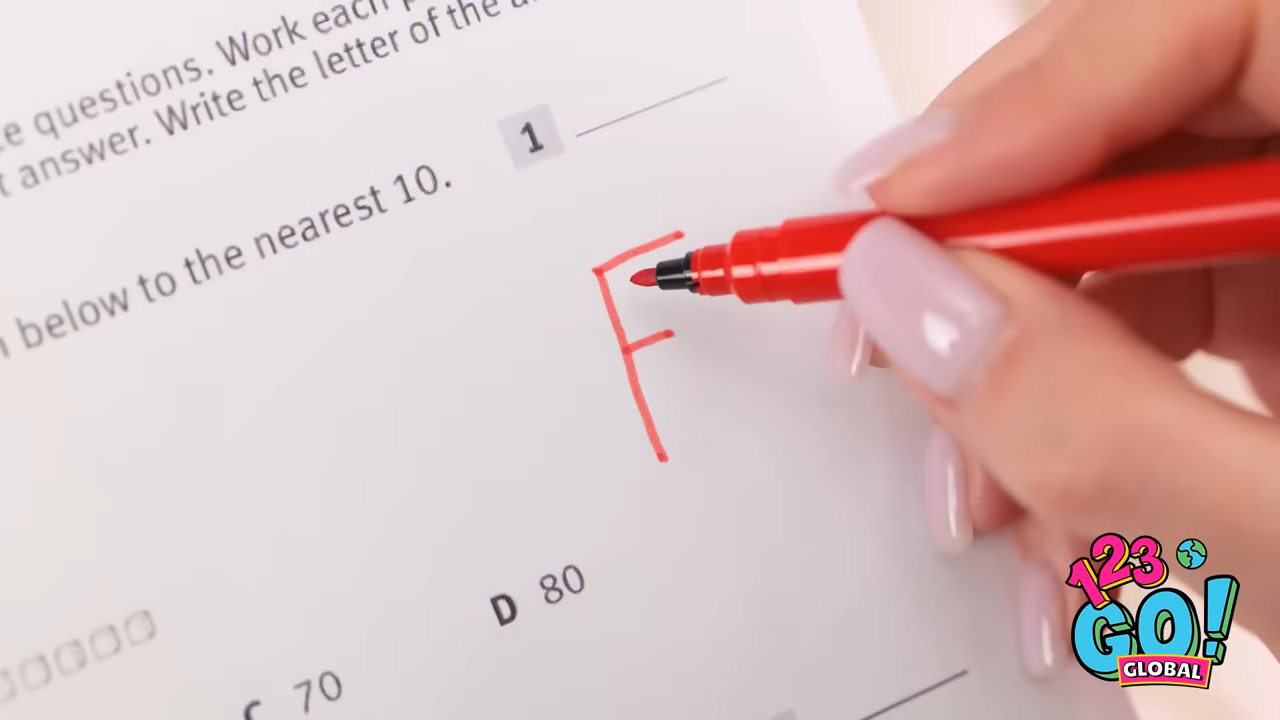 questions. Work each
answer. Write the letter of the
1
below to the nearest 10.
F
D 80
C 70
123
GO!
GLOBAL